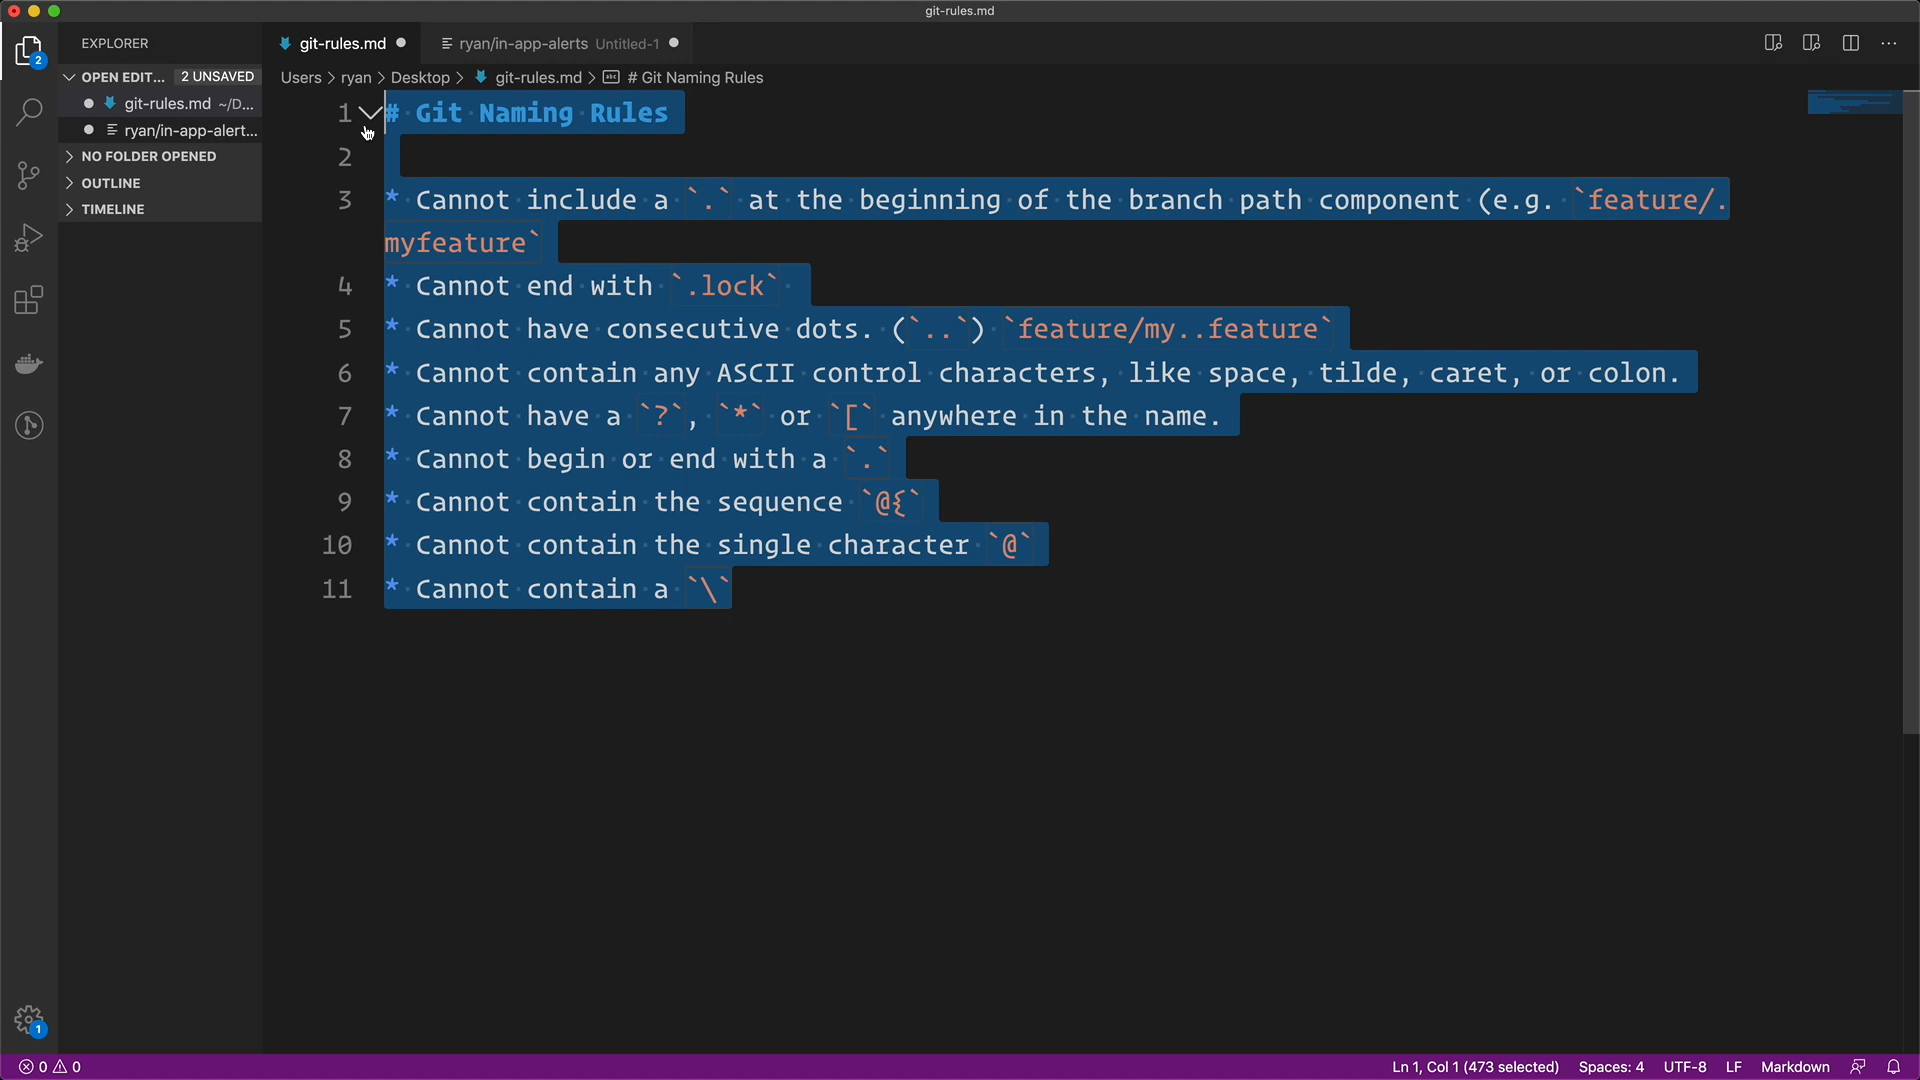 git-rules.md
EXPLORER
git-rules.md
ryan/in-app-alerts Untitled-1
2
OPEN EDIT... 2 UNSAVED
Users > ryan > Desktop > git-rules.md > # Git Naming Rules
git-rules.md ~/D...
ryan/in-app-alert...
NO FOLDER OPENED
OUTLINE
TIMELINE
1 # Git Naming Rules
2
3 * Cannot include a `.` at the beginning of the branch path component (e.g. `feature/.
myfeature`
4 * Cannot end with `.lock`
5 * Cannot have consecutive dots. (`..`) `feature/my..feature`
6 * Cannot contain any ASCII control characters, like space, tilde, caret, or colon.
7 * Cannot have a `?`, `*` or `[` anywhere in the name.
8 * Cannot begin or end with a `.`
9 * Cannot contain the sequence `@{`
10 * Cannot contain the single character `@`
11 * Cannot contain a `\`
1
0 0
Ln 1, Col 1 (473 selected) Spaces: 4 UTF-8 LF Markdown